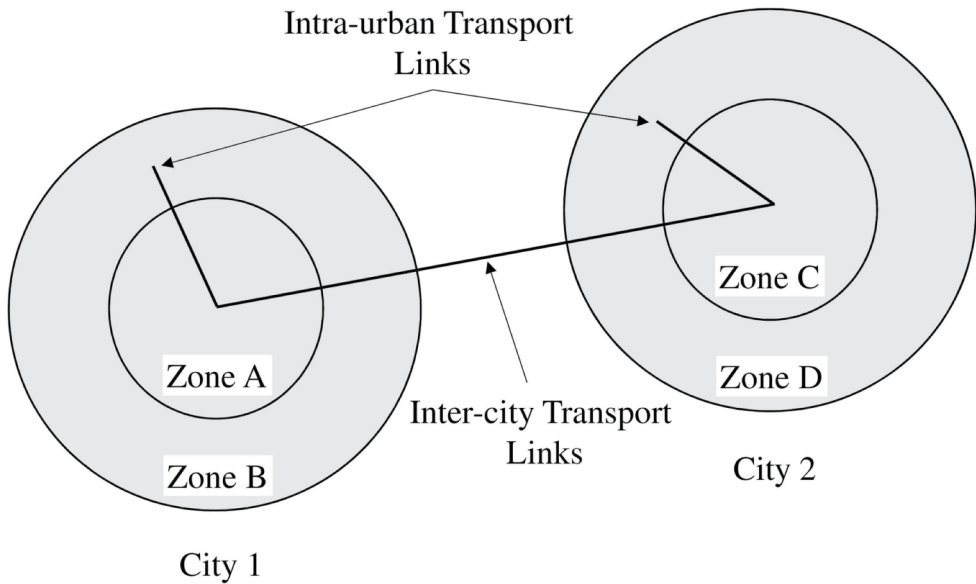 Intra-urban Transport
Links
Zone C
Zone A
Zone D
Inter-city Transport
Links
Zone B
City 2
City 1